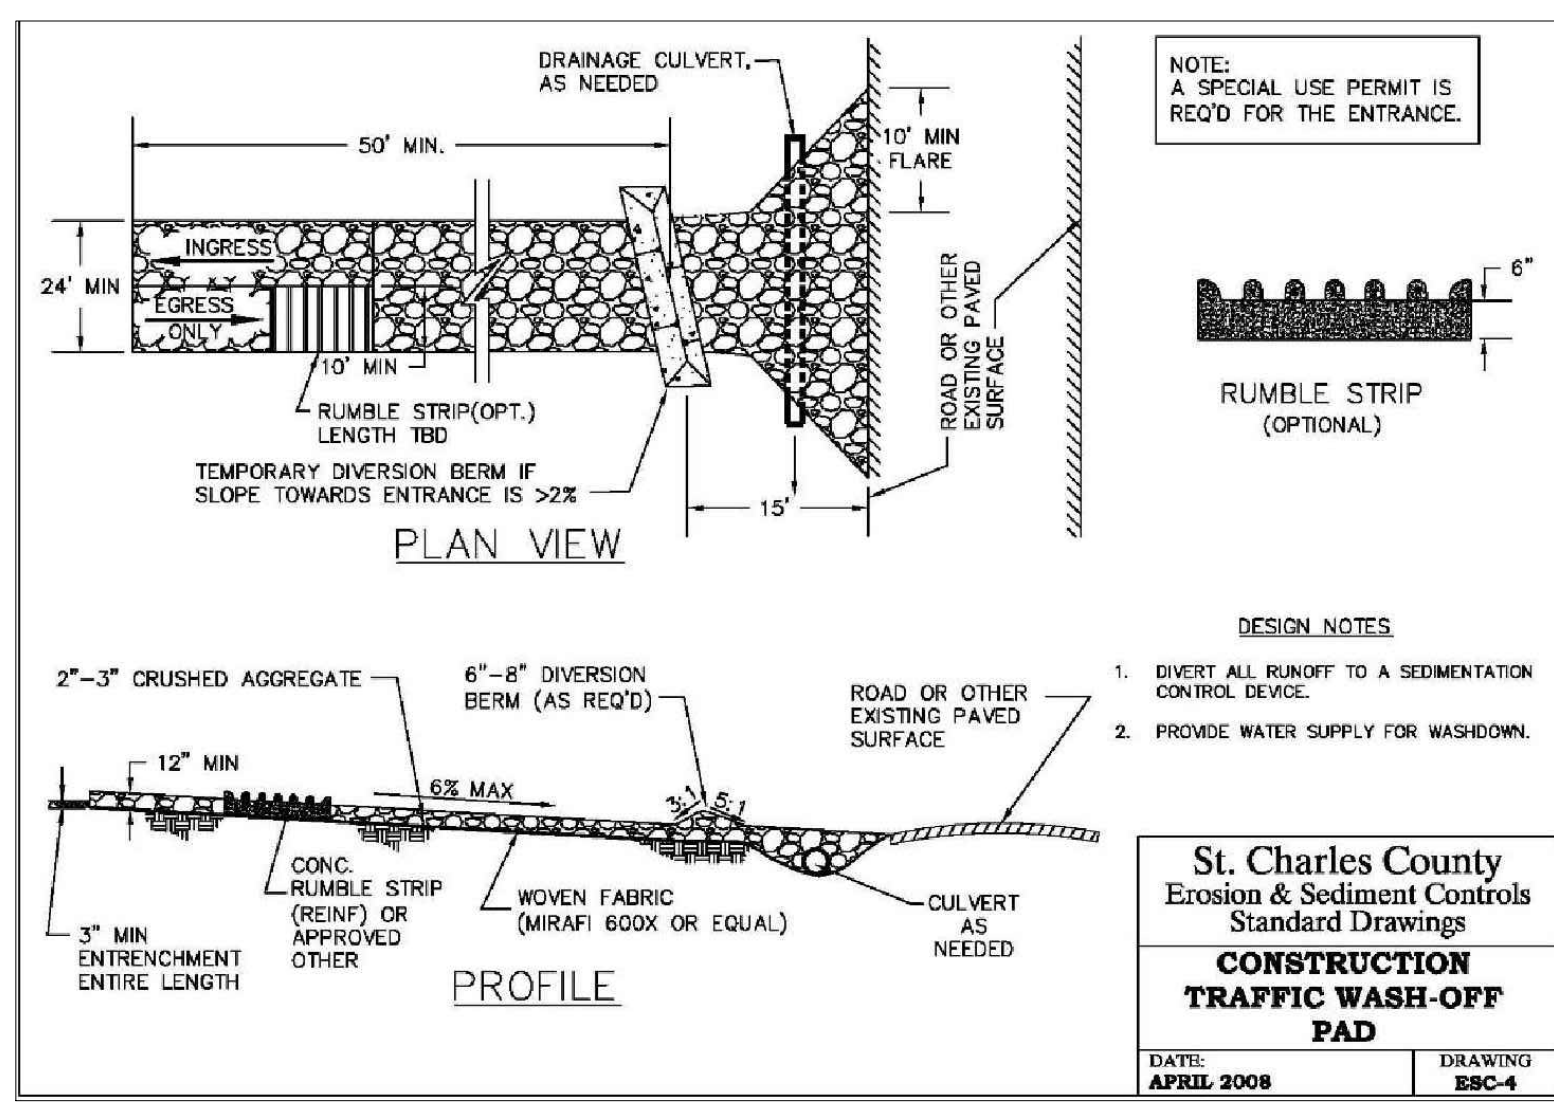 DRAINAGE CULVERT,
AS NEEDED
NOTE:
A SPECIAL USE PERMIT IS
REQ'D FOR THE ENTRANCE.
50' MIN.
10' MIN
FLARE
INGRESS
24' MIN
EGRESS
ONLY
10' MIN
RUMBLE STRIP(OPT.)
LENGTH TBD
TEMPORARY DIVERSION BERM IF
SLOPE TOWARDS ENTRANCE IS >2%
15'
ROAD OR OTHER
EXISTING PAVED
SURFACE
PLAN VIEW
6"
RUMBLE STRIP
(OPTIONAL)
DESIGN NOTES
1. DIVERT ALL RUNOFF TO A SEDIMENTATION
CONTROL DEVICE.
2. PROVIDE WATER SUPPLY FOR WASHDOWN.
2"-3" CRUSHED AGGREGATE
6"-8" DIVERSION
BERM (AS REQ'D)
ROAD OR OTHER
EXISTING PAVED
SURFACE
12" MIN
6% MAX
3:1
5:1
3" MIN
ENTRENCHMENT
ENTIRE LENGTH
CONC.
RUMBLE STRIP
(REINF) OR
APPROVED
OTHER
WOVEN FABRIC
(MIRAFI 600X OR EQUAL)
CULVERT
AS
NEEDED
PROFILE
St. Charles County
Erosion & Sediment Controls
Standard Drawings
CONSTRUCTION
TRAFFIC WASH-OFF
PAD
DATE:
APRIL 2008
DRAWING
ESC-4